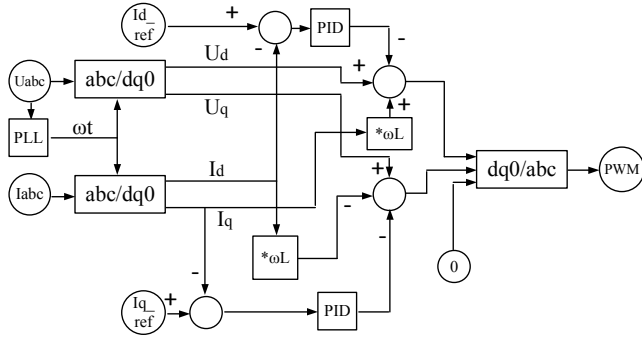 Id_
ref
+
-
PID
-
Uabc
abc/dq0
Ud
+
+
Uq
*ωL
PLL
ωt
+
dq0/abc
PWM
Iabc
abc/dq0
Id
Iq
-
-
*ωL
0
-
Iq_
ref
+
PID